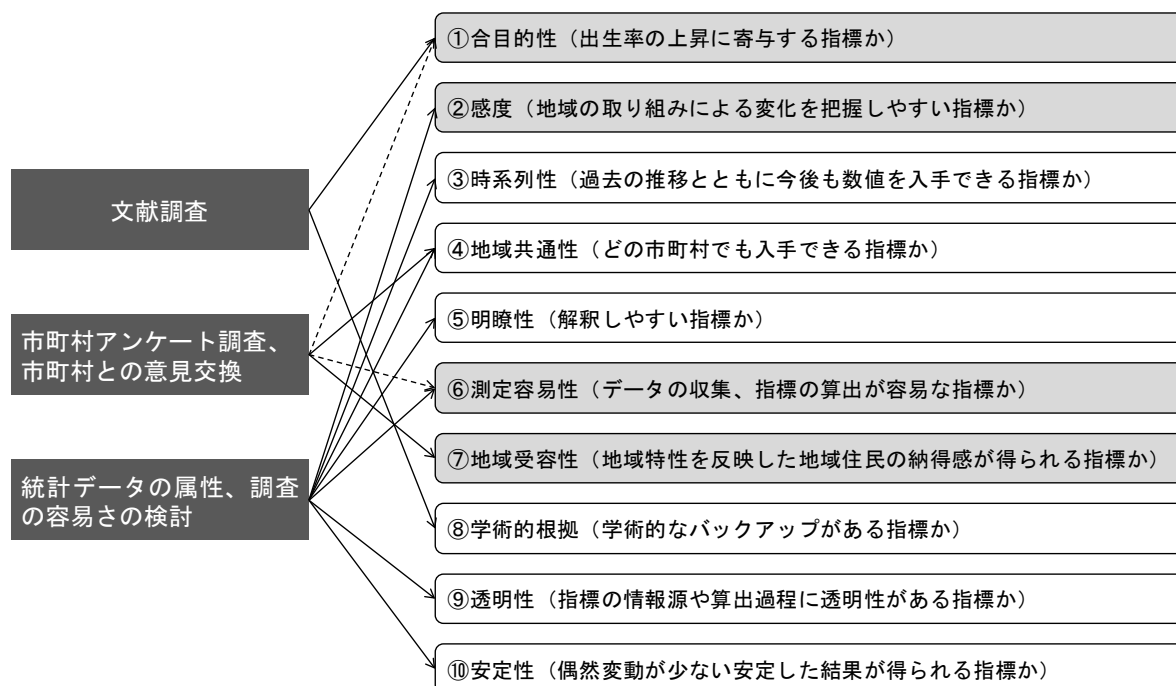 文献調査
市町村アンケート調査、
市町村との意見交換
統計データの属性、調査
の容易さの検討
①合目的性（出生率の上昇に寄与する指標か）
②感度（地域の取り組みによる変化を把握しやすい指標か）
③時系列性（過去の推移とともに今後も数値を入手できる指標か）
④地域共通性（どの市町村でも入手できる指標か）
⑤明瞭性（解釈しやすい指標か）
⑥測定容易性（データの収集、指標の算出が容易な指標か）
⑦地域受容性（地域特性を反映した地域住民の納得感が得られる指標か）
⑧学術的根拠（学術的なバックアップがある指標か）
⑨透明性（指標の情報源や算出過程に透明性がある指標か）
⑩安定性（偶然変動が少ない安定した結果が得られる指標か）